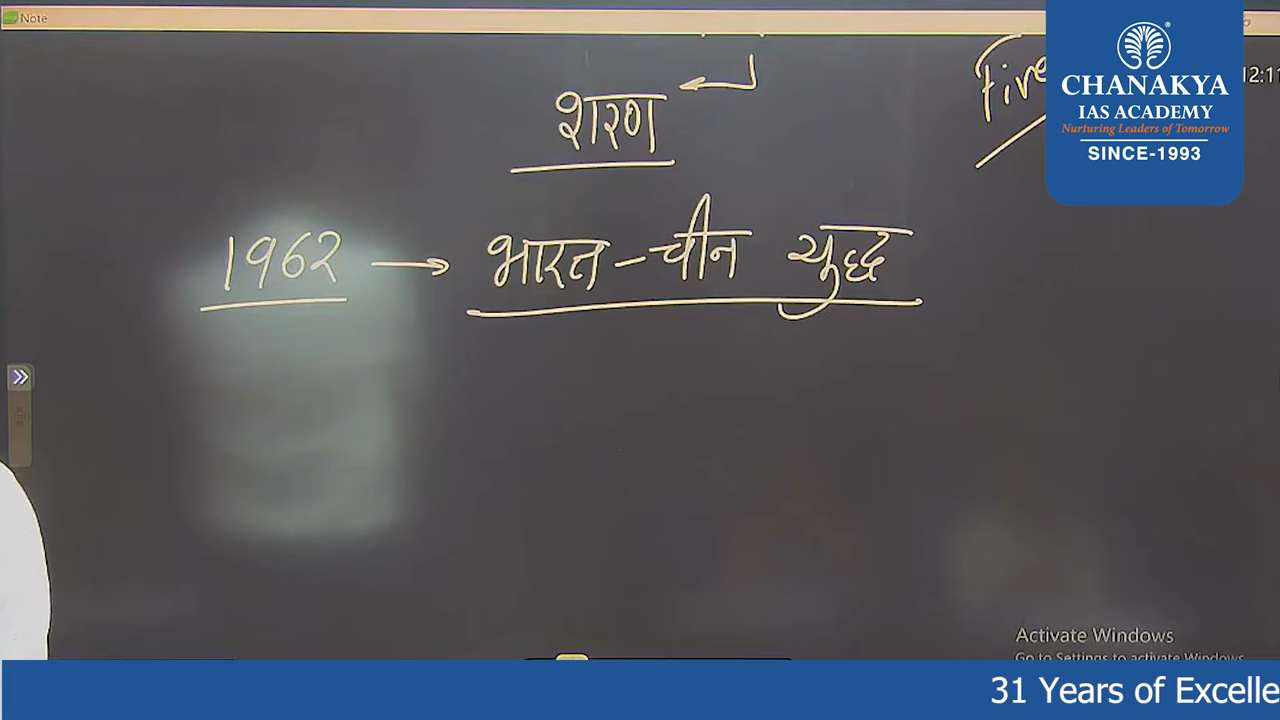 Note
शरण
Five
12:11
CHANAKYA
IAS ACADEMY
Nurturing Leaders of Tomorrow
SINCE-1993
1962 → भारत-चीन युद्ध
Activate Windows
Go to Settings to activate Windows.
31 Years of Excelle